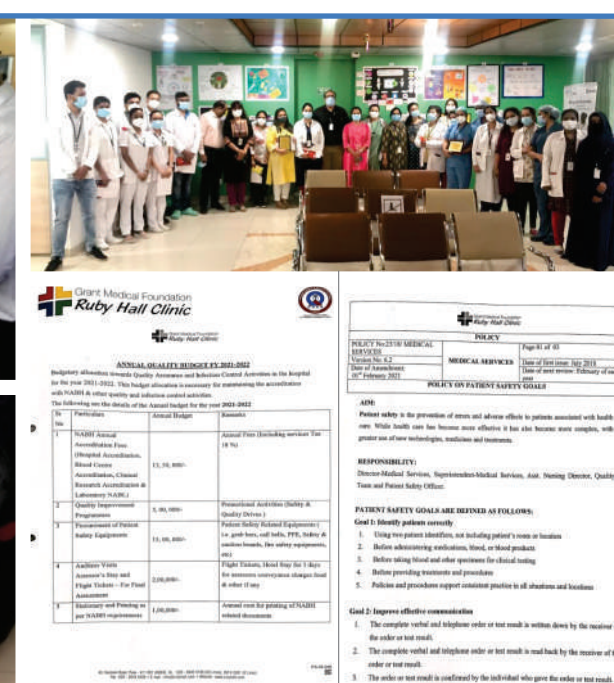 Grant Medical Foundation
Ruby Hall Clinic
Ruby Hall Clinic
ANNUAL QUALITY BUDGET FY 2021-2022
Budgetary allocation towards Quality Assurance and Infection Control Activities in the hospital
for the year 2021-2022. This budget allocation is necessary for maintaining the accreditation
with NABH & other quality and infection control activities.
The following are the details of the Annual budget for the year 2021-2022
Sr No Particulars Annual Budget Remarks
1 NABH Annual Accreditation Fees (Hospital Accreditation, Blood Centre Accreditation, Clinical Research Accreditation & Laboratory NABL) Annual Fees (Including services Tax 18 %)
2 Quality Improvement Programmes Promotional Activities (Safety & Quality Drives)
3 Procurement of Patient Safety Equipments Patient Safety Related Equipments ( i.e. grab bars, call bells, PPE, Safety & caution boards, fire safety equipments, etc)
4 Auditors Visits Assessor's Stay and Flight Tickets – For Final Assessment 2,00,000/- Flight Tickets, Hotel Stay for 3 days for assessors conveyance charges food & other if any
5 Stationary and Printing as per NABH requirements 1,00,000/- Annual cost for printing of NABH related documents
Grant Medical Foundation
Ruby Hall Clinic
POLICY
POLICY No:2518/ MEDICAL SERVICES
Page 01 of 03
Version No: 6.2
MEDICAL SERVICES
Date of first issue: July 2018
Date of Amendment: February 2021
Date of next review: February of
year
POLICY ON PATIENT SAFETY GOALS
AIM:
Patient safety is the prevention of errors and adverse effects to patients associated with health
care. While health care has become more effective it has also become more complex, with
greater use of new technologies, medicines and treatments.
RESPONSIBILITY:
Director-Medical Services, Superintendent-Medical Services, Asst. Nursing Director, Quality
Team and Patient Safety Officer.
PATIENT SAFETY GOALS ARE DEFINED AS FOLLOWS:
Goal 1: Identify patients correctly
1. Using two patient identifiers, not including patient's room or location
2. Before administering medications, blood, or blood products
3. Before taking blood and other specimens for clinical testing
4. Before providing treatments and procedures
5. Policies and procedures support consistent practice in all situations and locations
Goal 2: Improve effective communication
1. The complete verbal and telephone order or test result is written down by the receiver
the order or test result.
2. The complete verbal and telephone order or test result is read back by the receiver of
order or test result.
3 The order or test result is confirmed by the individual who gave the order or test result